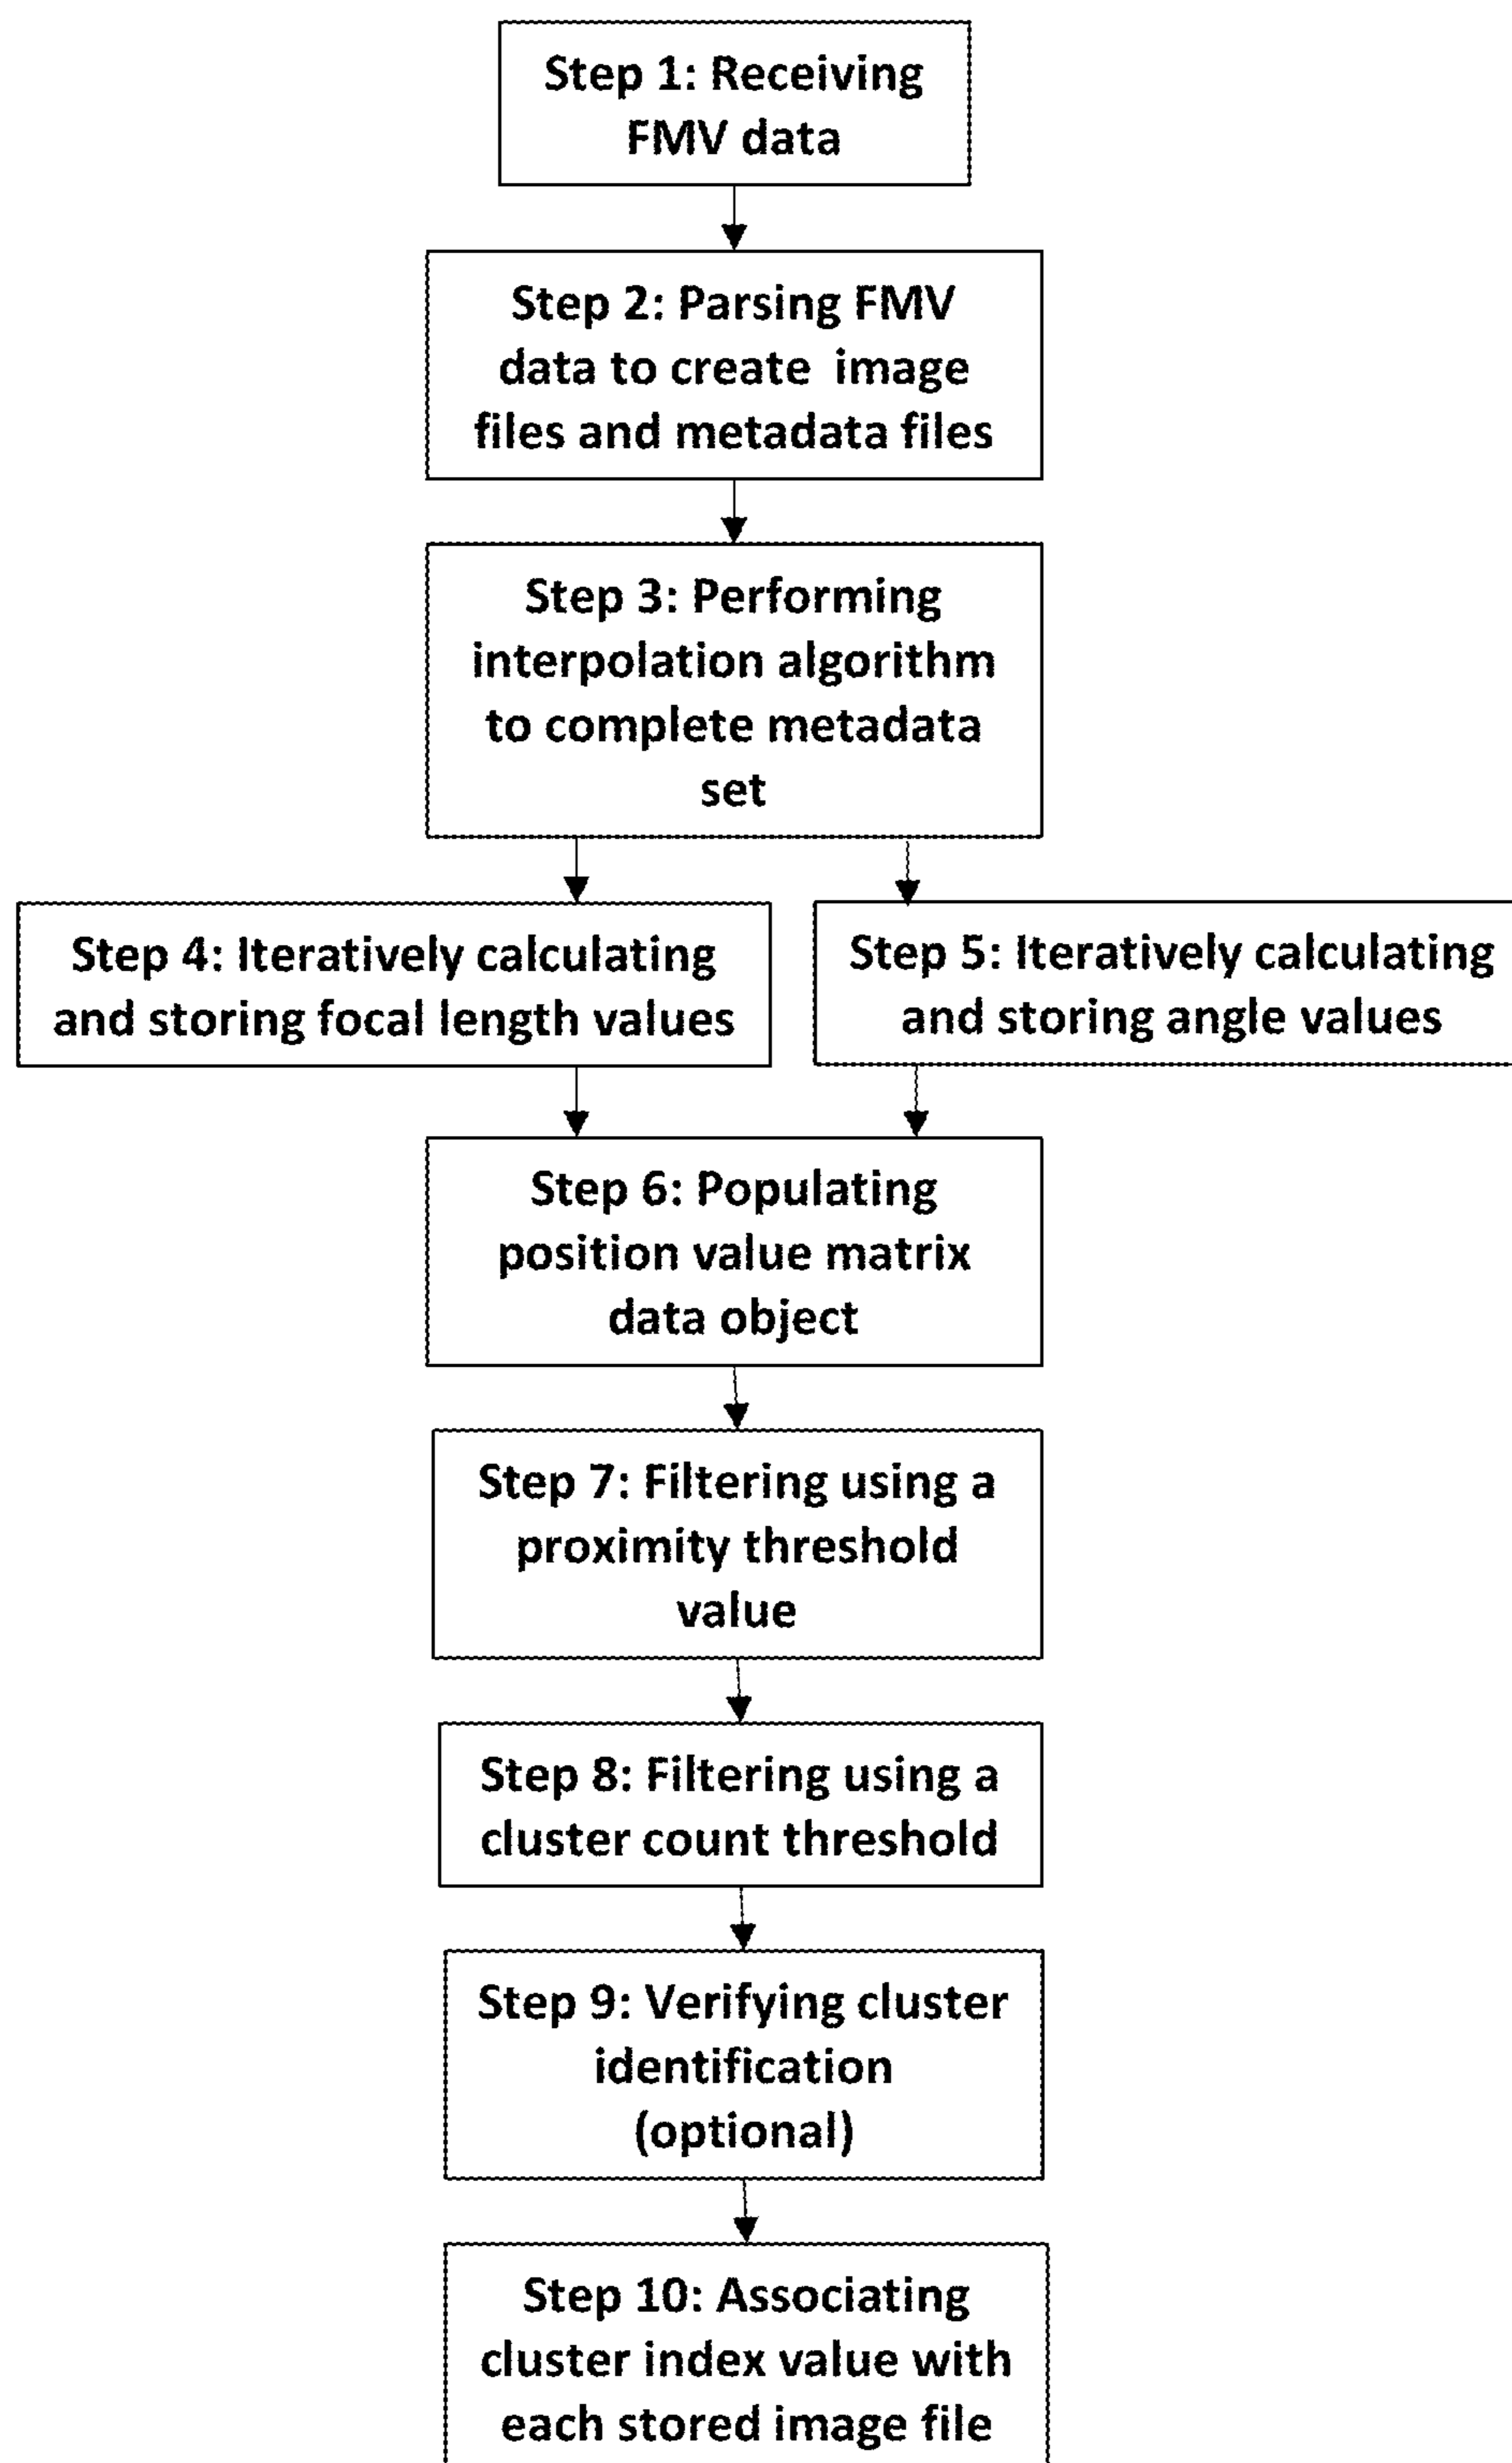 Step 1: Receiving
FMV data
Step 2: Parsing FMV
data to create image
files and metadata files
Step 3: Performing
interpolation algorithm
to complete metadata
set
Step 4: Iteratively calculating
and storing focal length values
Step 5: Iteratively calculating
and storing angle values
Step 6: Populating
position value matrix
data object
Step 7: Filtering using a
proximity threshold
value
Step 8: Filtering using a
cluster count threshold
Step 9: Verifying cluster
identification
(optional)
Step 10: Associating
cluster index value with
each stored image file